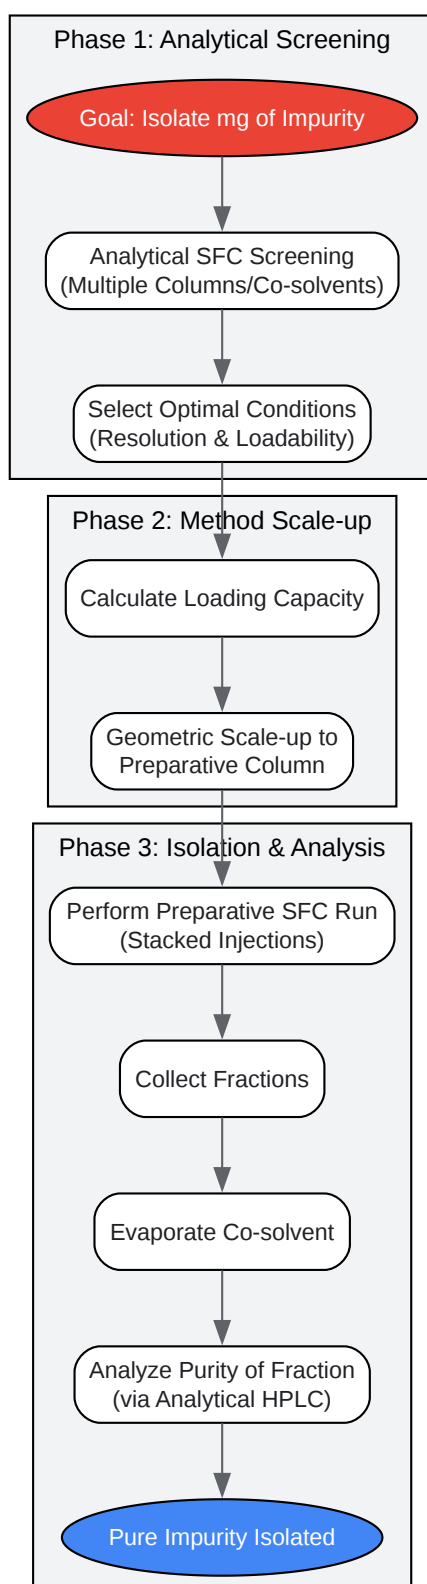 Phase 1: Analytical Screening
Goal: Isolate mg of Impurity
Analytical SFC Screening
(Multiple Columns/Co-solvents)
Select Optimal Conditions
(Resolution & Loadability)
Phase 2: Method Scale-up
Calculate Loading Capacity
Geometric Scale-up to
Preparative Column
Phase 3: Isolation & Analysis
Perform Preparative SFC Run
(Stacked Injections)
Collect Fractions
Evaporate Co-solvent
Analyze Purity of Fraction
(via Analytical HPLC)
Pure Impurity Isolated